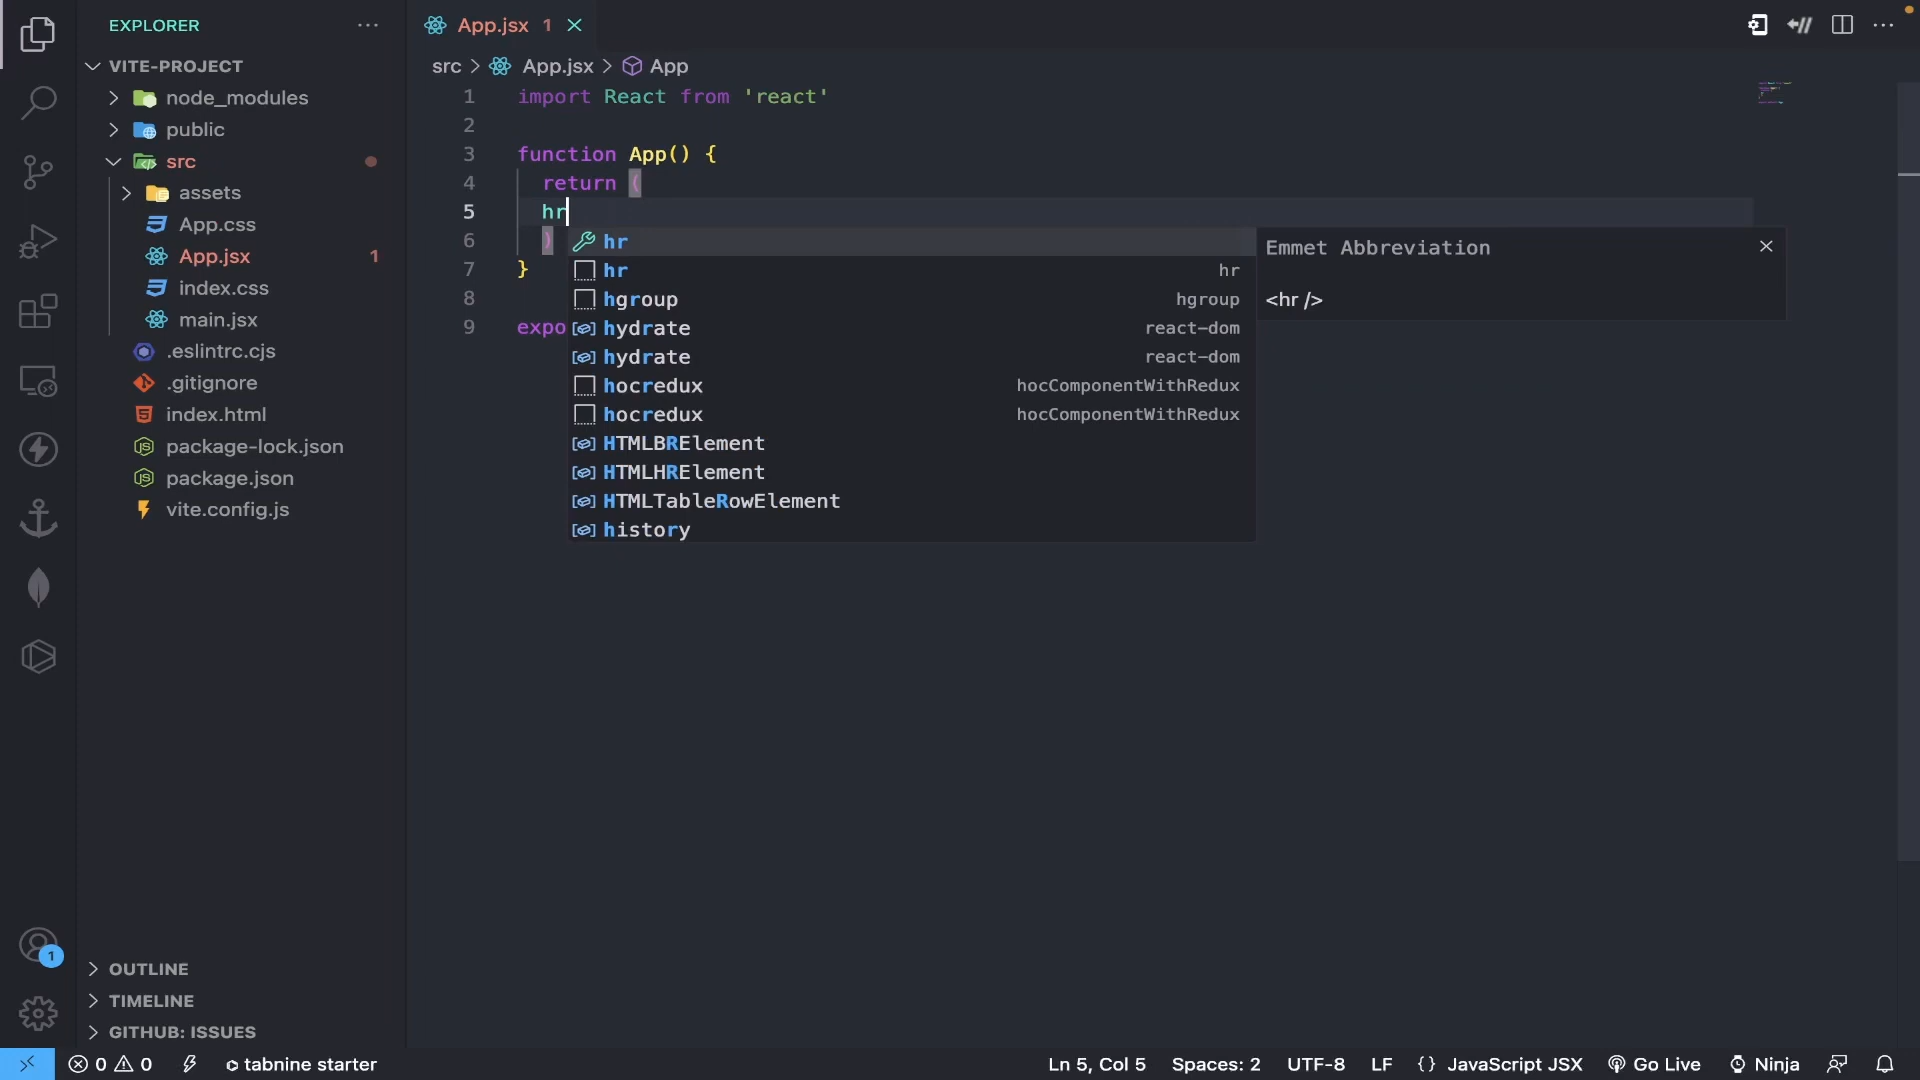 EXPLORER
VITE-PROJECT
node_modules
public
src
assets
App.css
App.jsx 1
index.css
main.jsx
.eslintrc.cjs
.gitignore
index.html
package-lock.json
package.json
vite.config.js
OUTLINE
TIMELINE
GITHUB: ISSUES
1
App.jsx 1
src > App.jsx > App
1 import React from 'react'
2
3 function App() {
4 return (
5 hr
6 )
7 }
8
9 expo
hr
hr hr
hgroup hgroup
hydrate react-dom
hydrate react-dom
hocredux hocComponentWithRedux
hocredux hocComponentWithRedux
HTMLBRElement
HTMLHRElement
HTMLTableRowElement
history
Emmet Abbreviation
<hr />
0 0 tabnine starter Ln 5, Col 5 Spaces: 2 UTF-8 LF {} JavaScript JSX Go Live Ninja